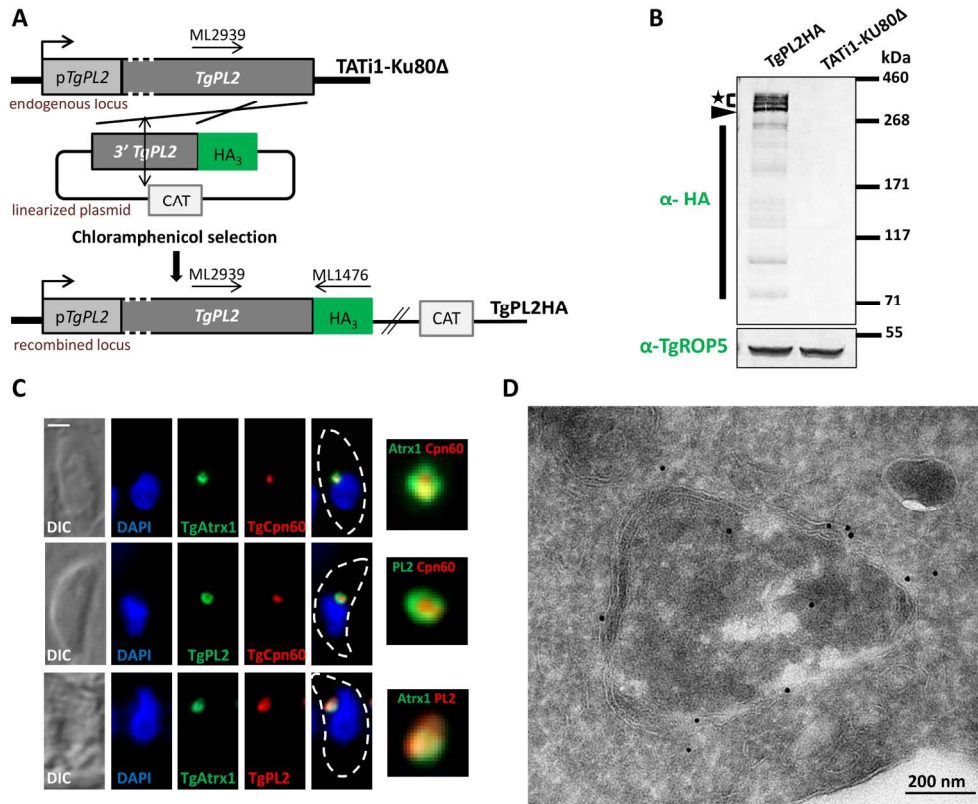 A
ML2939
pTgPL2
TgPL2
TATi1-Ku80Δ
endogenous locus
3’ TgPL2
HA3
CAT
linearized plasmid
Chloramphenicol selection
ML2939
ML1476
pTgPL2
TgPL2
HA3
CAT
TgPL2HA
recombined locus
B
TgPL2HA
TATi1-KU80Δ
kDa
460
268
171
117
71
55
★
α- HA
α-TgROP5
C
DIC
DAPI
TgAtrx1
TgCpn60
Atrx1 Cpn60
DIC
DAPI
TgPL2
TgCpn60
PL2 Cpn60
DIC
DAPI
TgAtrx1
TgPL2
Atrx1 PL2
D
200 nm